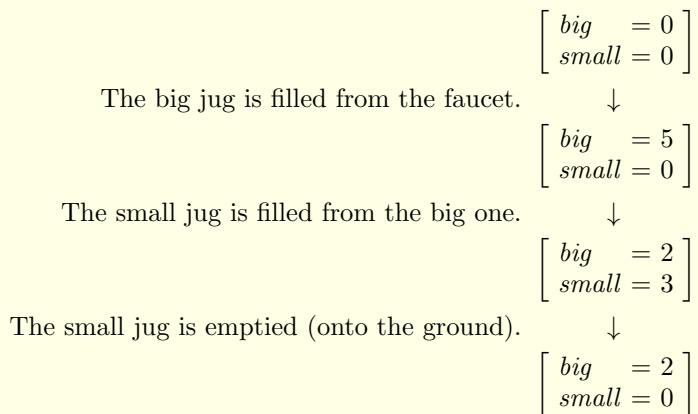 big = 0
small = 0
The big jug is filled from the faucet. ↓
big = 5
small = 0
The small jug is filled from the big one. ↓
big = 2
small = 3
The small jug is emptied (onto the ground). ↓
big = 2
small = 0